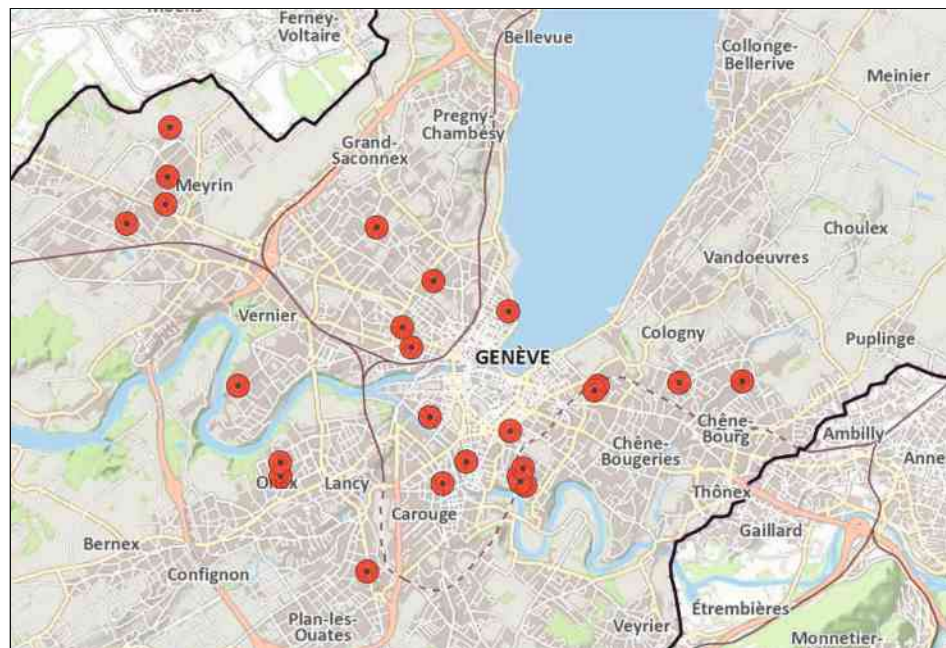 Ferney-
Voltaire
Bellevue
Collonge-
Bellerive
Meinier
Pregny-
Chambésy
Grand-
Saconnex
Meyrin
Choulex
Vandoeuvres
Vernier
Cologny
Puplinge
GENÈVE
Chêne-
Bourg
Ambilly
Chêne-
Bougeries
Anne
Onex
Lancy
Thônex
Carouge
Gaillard
Bernex
Confignon
Étrembières
Plan-les-
Ouates
Veyrier
Monnetier-